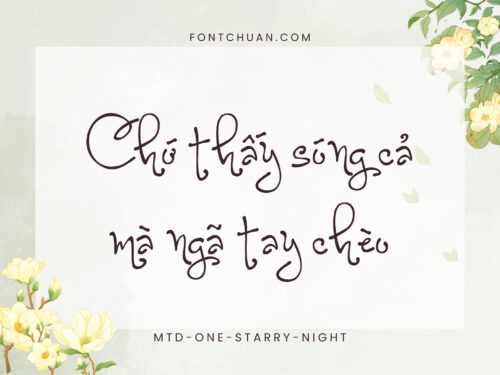 FONTCHUAN.COM
Chớ thấy sóng cả
mà ngã tay chèo
MTD-ONE-STARRY-NIGHT